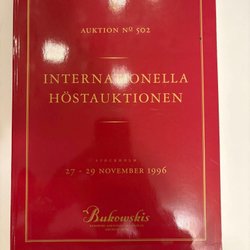 AUKTION Nº 502
INTERNATIONELLA
HÖSTAUKTIONEN
STOCKHOLM
27 - 29 NOVEMBER 1996
Bukowskis